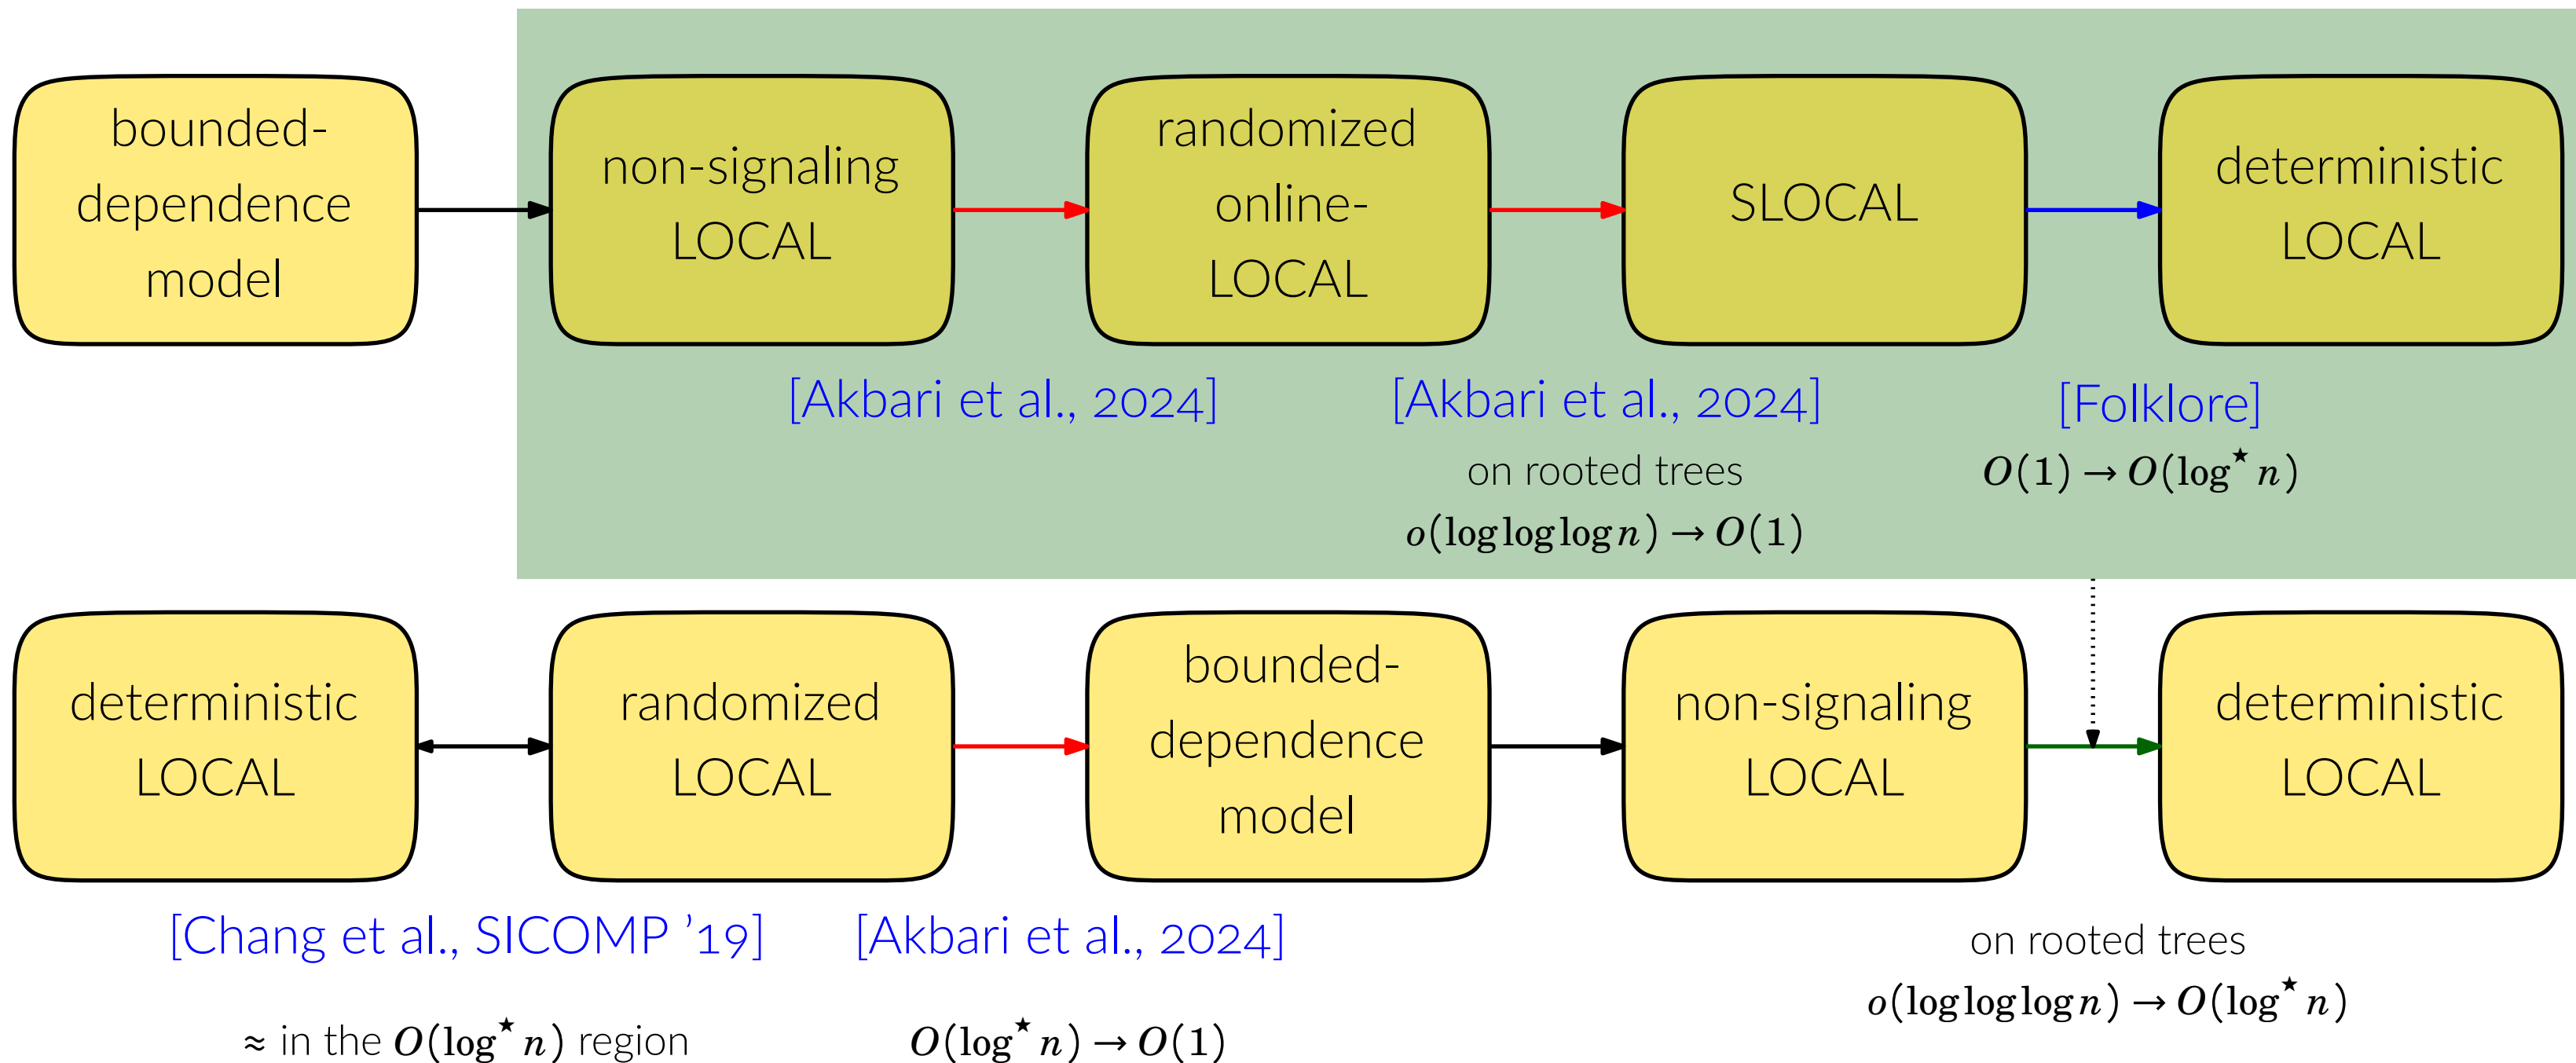 bounded-
dependence
model
non-signaling
LOCAL
randomized
online-
LOCAL
SLOCAL
deterministic
LOCAL
[Akbari et al., 2024]
[Akbari et al., 2024]
on rooted trees
o(log log log n) → O(1)
[Folklore]
O(1) → O(log★ n)
deterministic
LOCAL
randomized
LOCAL
bounded-
dependence
model
non-signaling
LOCAL
deterministic
LOCAL
[Chang et al., SICOMP ’19]
≈ in the O(log★ n) region
[Akbari et al., 2024]
O(log★ n) → O(1)
on rooted trees
o(log log log n) → O(log★ n)